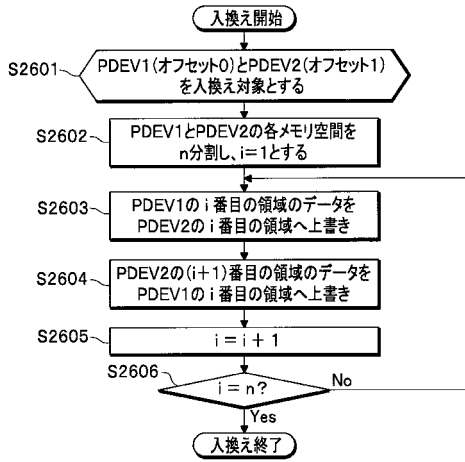 入換え開始
S2601
PDEV1(オフセット0)とPDEV2(オフセット1)
を入換え対象とする
S2602
PDEV1とPDEV2の各メモリ空間を
n分割し、i=1とする
S2603
PDEV1のi番目の領域のデータを
PDEV2のi番目の領域へ上書き
S2604
PDEV2の(i+1)番目の領域のデータを
PDEV1のi番目の領域へ上書き
S2605
i=i+1
S2606
i=n?
No
Yes
入換え終了